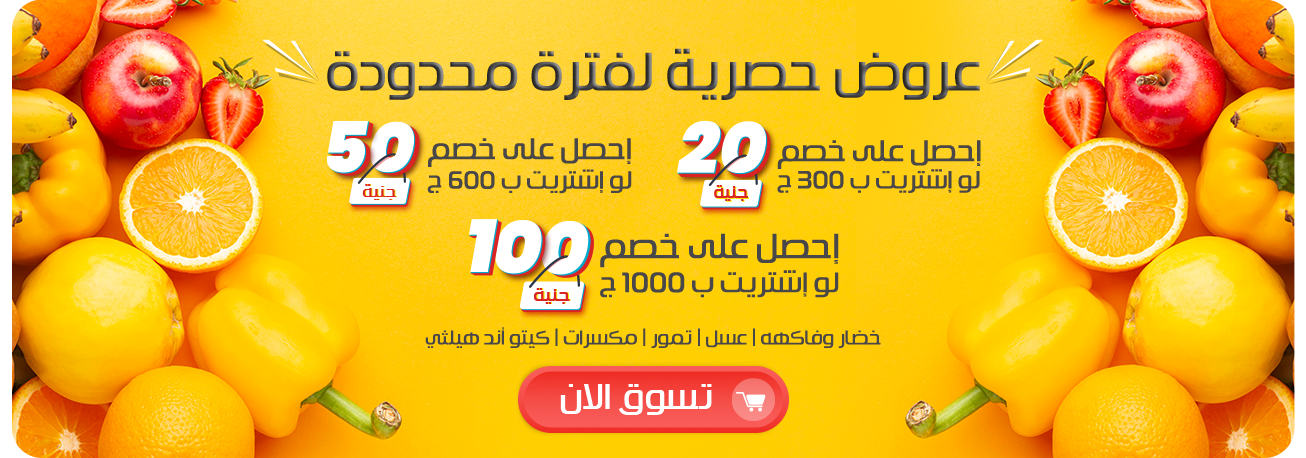 عروض حصرية لفترة محدودة
إحصل على خصم 20 جنية
لو إشتريت ب 300 ج
إحصل على خصم 50 جنية
لو إشتريت ب 600 ج
إحصل على خصم 100 جنية
لو إشتريت ب 1000 ج
خضار وفاكهه | عسل | تمور | مكسرات | كيتو أند هيلثي
تسوق الان